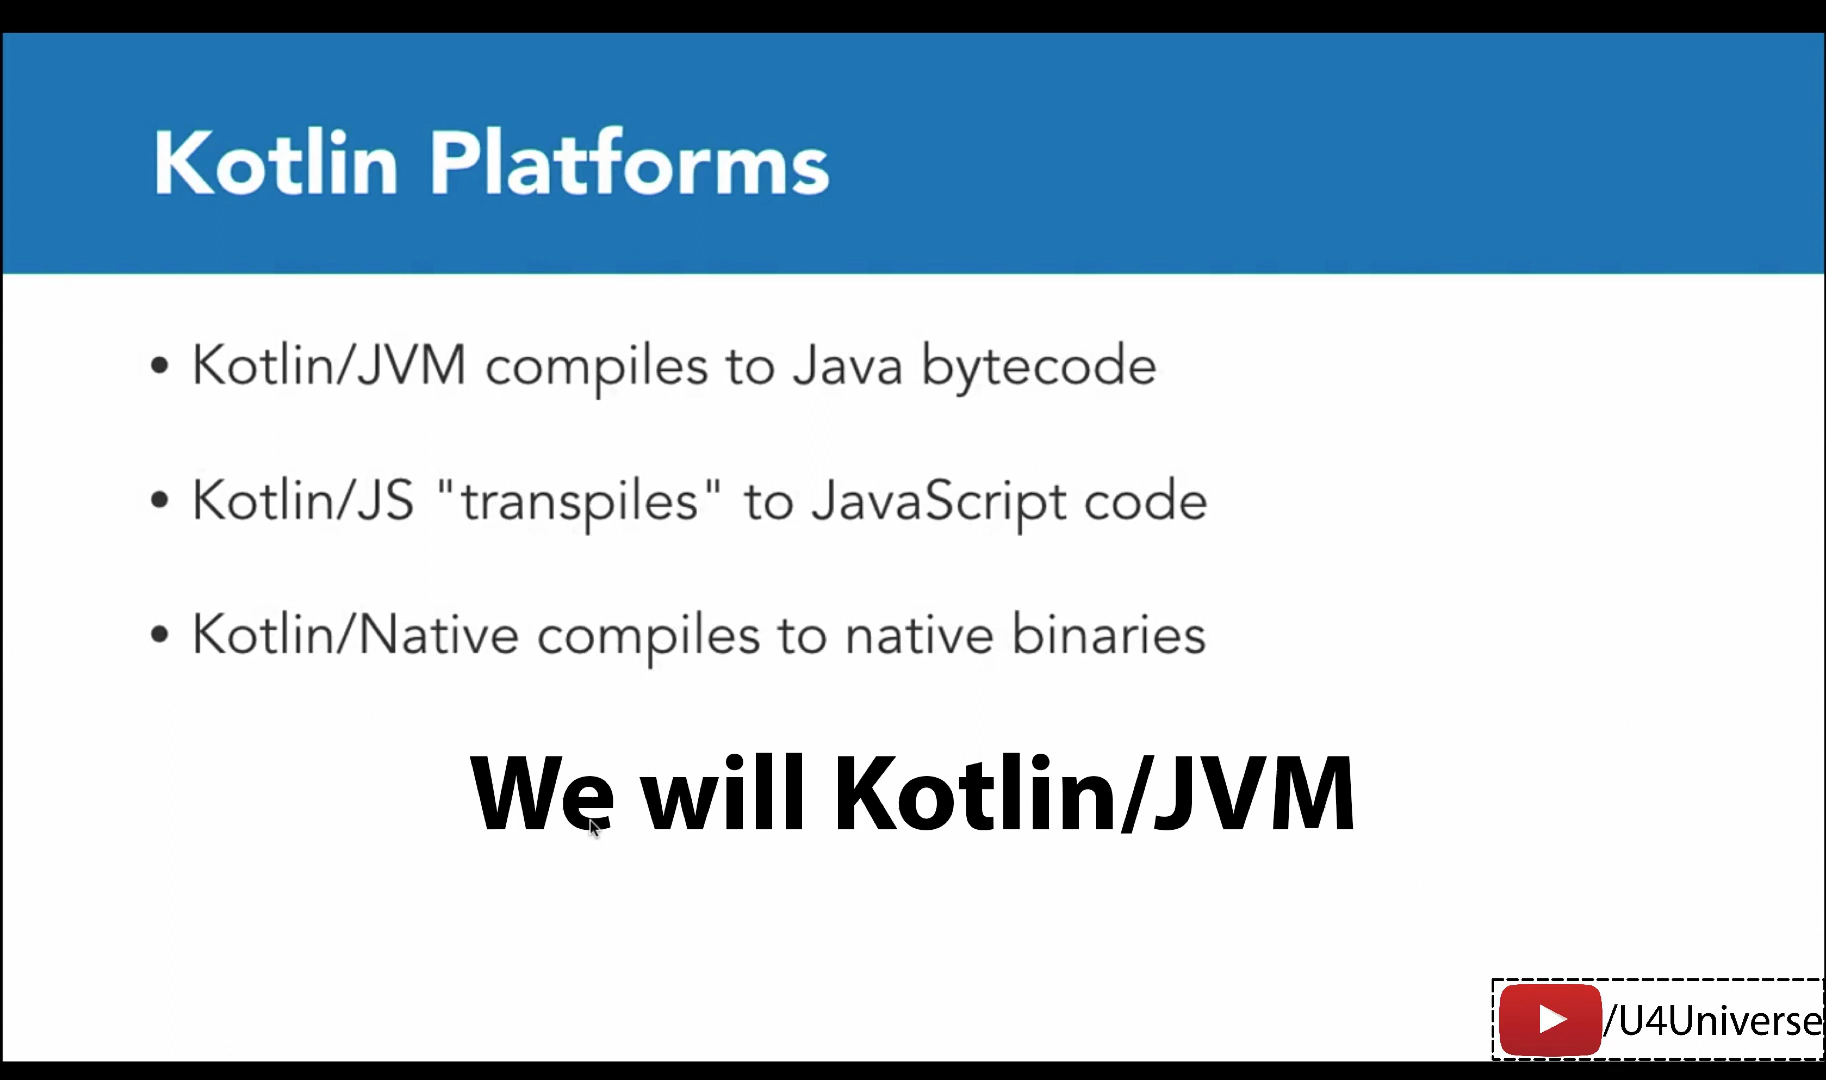 Kotlin Platforms
• Kotlin/JVM compiles to Java bytecode
• Kotlin/JS "transpiles" to JavaScript code
• Kotlin/Native compiles to native binaries
We will Kotlin/JVM
/U4Universe